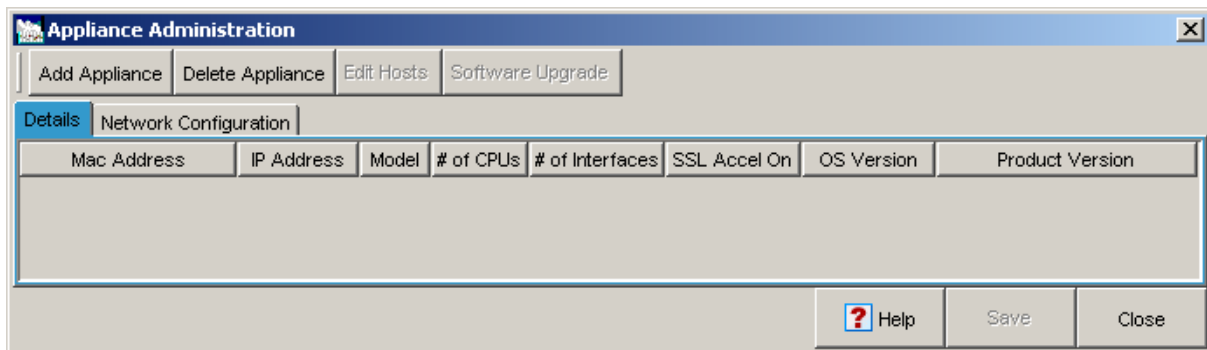 Appliance Administration
Add Appliance Delete Appliance Edit Hosts Software Upgrade
Details Network Configuration
Mac Address IP Address Model # of CPUs # of Interfaces SSL Accel On OS Version Product Version
? Help Save Close